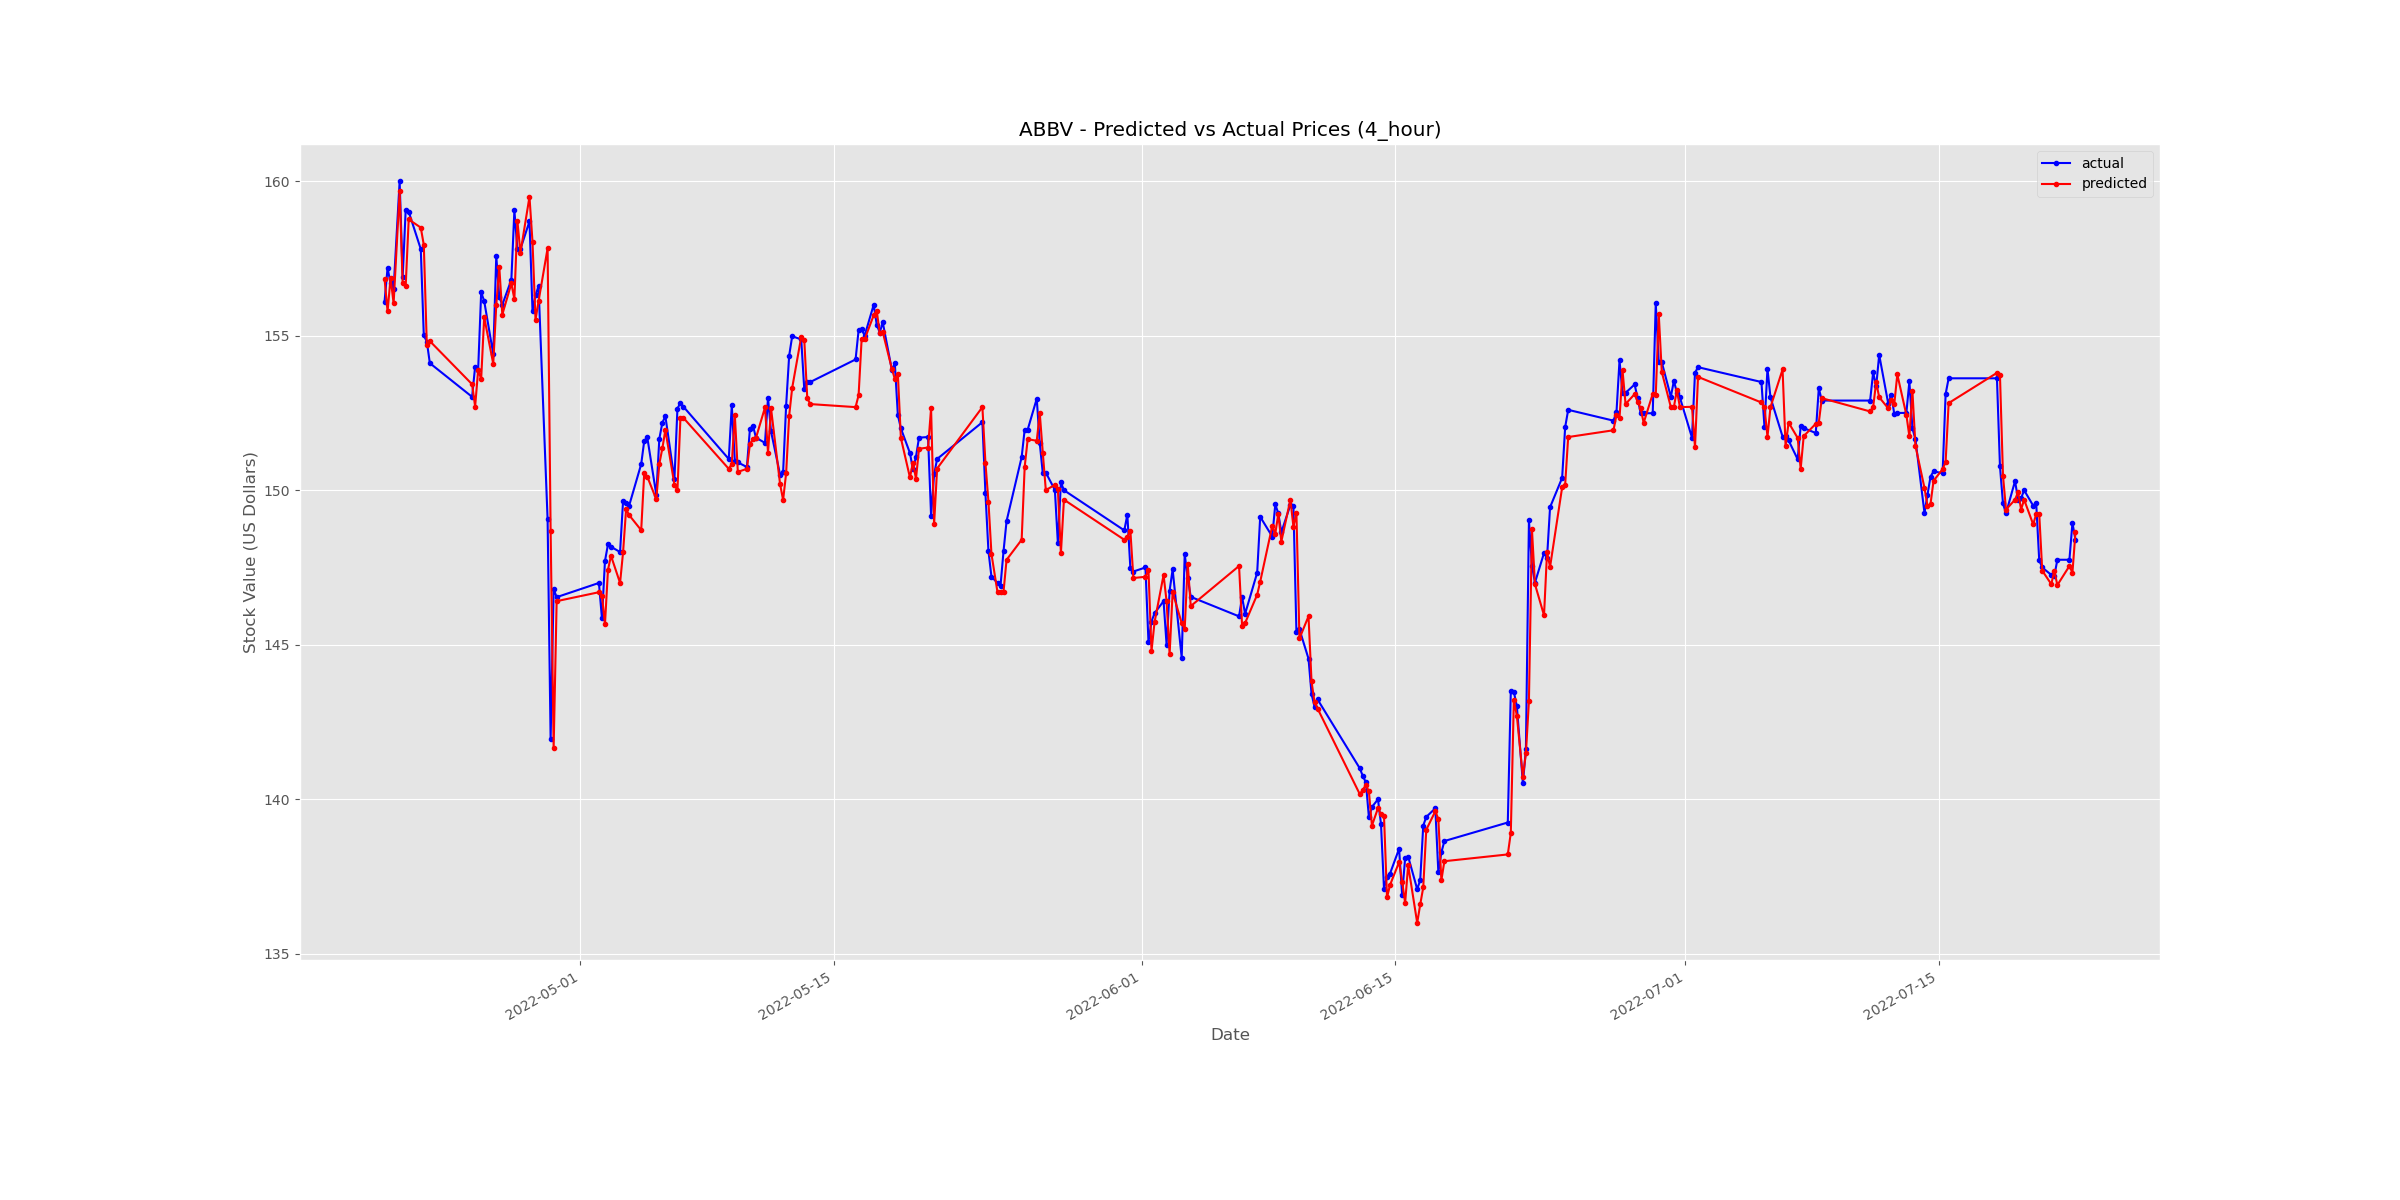 ABBV - Predicted vs Actual Prices (4_hour)
actual
predicted
Stock Value (US Dollars)
160
155
150
145
140
135
2022-05-01
2022-05-15
2022-06-01
2022-06-15
2022-07-01
2022-07-15
Date